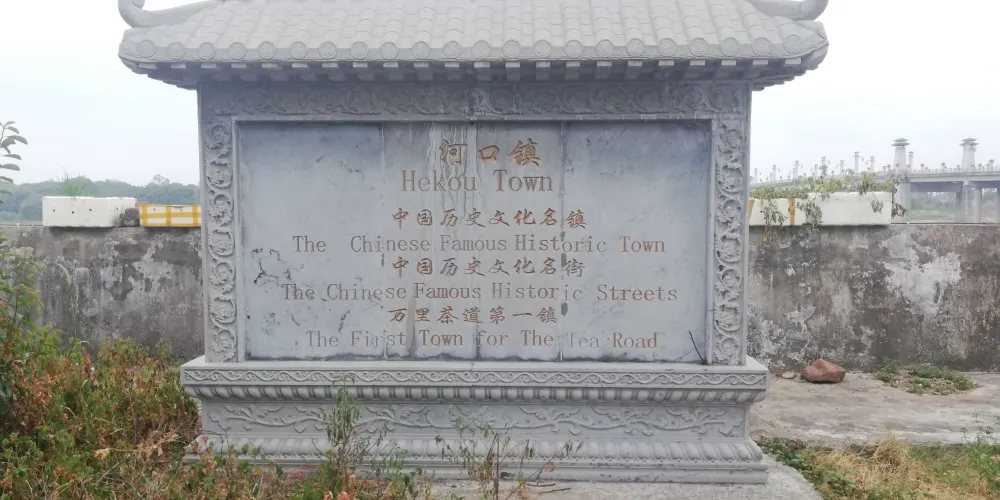 河口镇
Hekou Town
中国历史文化名镇
The Chinese Famous Historic Town
中国历史文化名街
The Chinese Famous Historic Streets
万里茶道第一镇
The First Town for The Tea Road